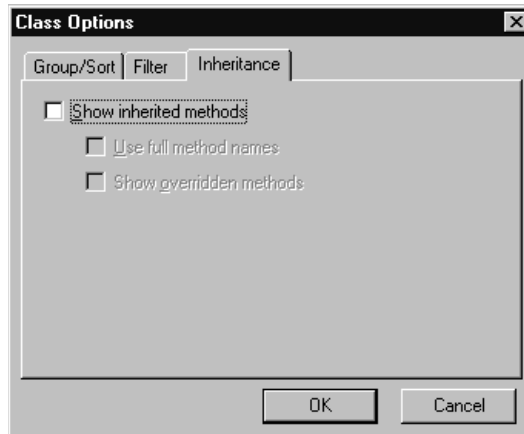 Class Options
Group/Sort Filter Inheritance
Show inherited methods
Use full method names
Show overridden methods
OK Cancel